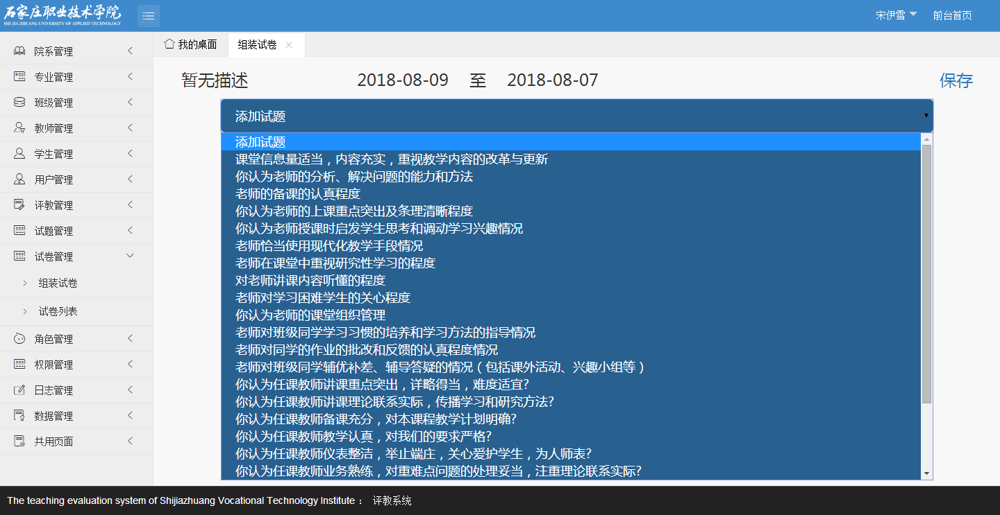 石家庄职业技术学院
SHI JIA ZHUANG UNIVERSITY OF APPLIED TECHNOLOGY
宋伊雪
前台首页
院系管理
专业管理
班级管理
教师管理
学生管理
用户管理
评教管理
试题管理
试卷管理
组装试卷
试卷列表
角色管理
权限管理
日志管理
数据管理
共用页面
我的桌面
组装试卷
暂无描述 2018-08-09 至 2018-08-07 保存
添加试题
添加试题
课堂信息量适当，内容充实，重视教学内容的改革与更新
你认为老师的分析、解决问题的能力和方法
老师的备课的认真程度
你认为老师的上课重点突出及条理清晰程度
你认为老师授课时启发学生思考和调动学习兴趣情况
老师恰当使用现代化教学手段情况
老师在课堂中重视研究性学习的程度
对老师讲课内容听懂的程度
老师对学习困难学生的关心程度
你认为老师的课堂组织管理
老师对班级同学学习习惯的培养和学习方法的指导情况
老师对同学的作业的批改和反馈的认真程度情况
老师对班级同学辅优补差、辅导答疑的情况（包括课外活动、兴趣小组等）
你认为任课教师讲课重点突出，详略得当，难度适宜?
你认为任课教师讲课理论联系实际，传播学习和研究方法?
你认为任课教师备课充分，对本课程教学计划明确?
你认为任课教师教学认真，对我们的要求严格?
你认为任课教师仪表整洁，举止端庄，关心爱护学生，为人师表?
你认为任课教师业务熟练，对重难点问题的处理妥当，注重理论联系实际?
The teaching evaluation system of Shijiazhuang Vocational Technology Institute ： 评教系统